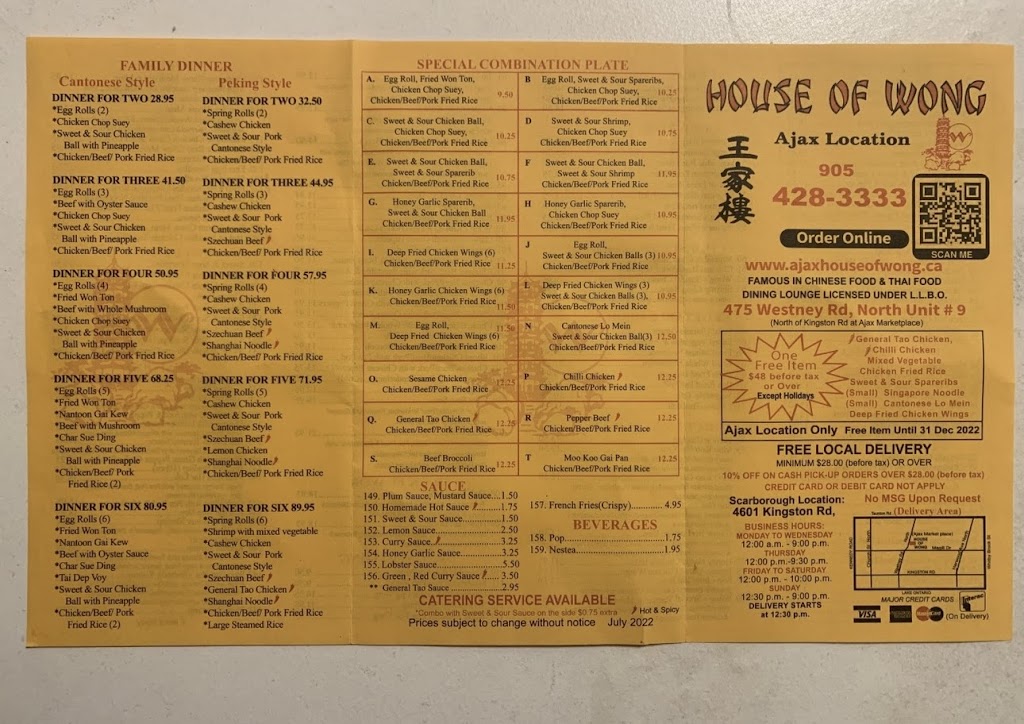 FAMILY DINNER
Cantonese Style
DINNER FOR TWO 28.95
*Egg Rolls (2)
*Chicken Chop Suey
*Sweet & Sour Chicken
Ball with Pineapple
*Chicken/Beef/ Pork Fried Rice
DINNER FOR THREE 41.50
*Egg Rolls (3)
*Beef with Oyster Sauce
*Chicken Chop Suey
*Sweet & Sour Chicken
Ball with Pineapple
*Chicken/Beef/ Pork Fried Rice
DINNER FOR FOUR 50.95
*Egg Rolls (4)
*Fried Won Ton
*Beef with Whole Mushroom
*Chicken Chop Suey
*Sweet & Sour Chicken
Ball with Pineapple
*Chicken/Beef/ Pork Fried Rice
DINNER FOR FIVE 68.25
*Egg Rolls (5)
*Fried Won Ton
*Nantoon Gai Kew
*Beef with Mushroom
*Char Sue Ding
*Sweet & Sour Chicken
Ball with Pineapple
*Chicken/Beef/ Pork
Fried Rice (2)
DINNER FOR SIX 80.95
*Egg Rolls (6)
*Fried Won Ton
*Nantoon Gai Kew
*Beef with Oyster Sauce
*Char Sue Ding
*Tai Dep Voy
*Sweet & Sour Chicken
Ball with Pineapple
*Chicken/Beef/ Pork
Fried Rice (2)
Peking Style
DINNER FOR TWO 32.50
*Spring Rolls (2)
*Cashew Chicken
*Sweet & Sour Pork
Cantonese Style
*Chicken/Beef/ Pork Fried Rice
DINNER FOR THREE 44.95
*Spring Rolls (3)
*Cashew Chicken
*Sweet & Sour Pork
Cantonese Style
*Szechuan Beef
*Chicken/Beef/ Pork Fried Rice
DINNER FOR FOUR 57.95
*Spring Rolls (4)
*Cashew Chicken
*Sweet & Sour Pork
Cantonese Style
*Szechuan Beef
*Shanghai Noodle
*Chicken/Beef/ Pork Fried Rice
DINNER FOR FIVE 71.95
*Spring Rolls (5)
*Cashew Chicken
*Sweet & Sour Pork
Cantonese Style
*Szechuan Beef
*Lemon Chicken
*Shanghai Noodle
*Chicken/Beef/ Pork Fried Rice
DINNER FOR SIX 89.95
*Spring Rolls (6)
*Shrimp with mixed vegetable
*Cashew Chicken
*Sweet & Sour Pork
Cantonese Style
*Szechuan Beef
*General Tao Chicken
*Shanghai Noodle
*Chicken/Beef/ Pork Fried Rice
*Large Steamed Rice
SPECIAL COMBINATION PLATE
A. Egg Roll, Fried Won Ton,
Chicken Chop Suey,
Chicken/Beef/Pork Fried Rice 9.50
B Egg Roll, Sweet & Sour Spareribs,
Chicken Chop Suey,
Chicken/Beef/Pork Fried Rice 10.25
C. Sweet & Sour Chicken Ball,
Chicken Chop Suey,
Chicken/Beef/Pork Fried Rice 10.25
D Sweet & Sour Shrimp,
Chicken Chop Suey
Chicken/Beef/Pork Fried Rice 10.75
E. Sweet & Sour Chicken Ball,
Sweet & Sour Sparerib
Chicken/Beef/Pork Fried Rice 10.75
F Sweet & Sour Chicken Ball,
Sweet & Sour Shrimp
Chicken/Beef/Pork Fried Rice 11.95
G. Honey Garlic Sparerib,
Sweet & Sour Chicken Ball
Chicken/Beef/Pork Fried Rice 11.95
H Honey Garlic Sparerib,
Chicken Chop Suey
Chicken/Beef/Pork Fried Rice 10.95
I. Deep Fried Chicken Wings (6)
Chicken/Beef/Pork Fried Rice 11.25
J Egg Roll,
Sweet & Sour Chicken Balls (3) 10.95
Chicken/Beef/Pork Fried Rice
K. Honey Garlic Chicken Wings (6)
Chicken/Beef/Pork Fried Rice 11.50
L Deep Fried Chicken Wings (3)
Sweet & Sour Chicken Balls (3), 10.95
Chicken/Beef/Pork Fried Rice
M. Egg Roll, 11.50
Deep Fried Chicken Wings (6)
Chicken/Beef/Pork Fried Rice
N Cantonese Lo Mein
Sweet & Sour Chicken Ball(3) 12.50
Chicken/Beef/Pork Fried Rice
O. Sesame Chicken
Chicken/Beef/Pork Fried Rice 12.25
P Chilli Chicken 12.25
Chicken/Beef/Pork Fried Rice
Q. General Tao Chicken
Chicken/Beef/Pork Fried Rice 12.25
R Pepper Beef 12.25
Chicken/Beef/Pork Fried Rice
S. Beef Broccoli
Chicken/Beef/Pork Fried Rice 12.25
T Moo Koo Gai Pan 12.25
Chicken/Beef/Pork Fried Rice
SAUCE
149. Plum Sauce, Mustard Sauce....1.50
150. Homemade Hot Sauce 1.75
151. Sweet & Sour Sauce 1.50
152. Lemon Sauce 2.50
153. Curry Sauce 3.25
154. Honey Garlic Sauce 3.25
155. Lobster Sauce 5.50
156. Green , Red Curry Sauce 3.50
** General Tao Sauce 2.95
157. French Fries(Crispy) 4.95
BEVERAGES
158. Pop 1.75
159. Nestea 1.95
CATERING SERVICE AVAILABLE
*Combo with Sweet & Sour Sauce on the side $0.75 extra
Hot & Spicy
Prices subject to change without notice July 2022
HOUSE OF WONG
王家樓
Ajax Location
W
905
428-3333
Order Online
SCAN ME
www.ajaxhouseofwong.ca
FAMOUS IN CHINESE FOOD & THAI FOOD
DINING LOUNGE LICENSED UNDER L.L.B.O.
475 Westney Rd, North Unit # 9
(North of Kingston Rd at Ajax Marketplace)
One
Free Item
$48 before tax
or Over
Except Holidays
General Tao Chicken,
Chilli Chicken
Mixed Vegetable
Chicken Fried Rice
Sweet & Sour Spareribs
(Small) Singapore Noodle
(Small) Cantonese Lo Mein
Deep Fried Chicken Wings
Ajax Location Only Free Item Until 31 Dec 2022
FREE LOCAL DELIVERY
MINIMUM $28.00 (before tax) OR OVER
10% OFF ON CASH PICK-UP ORDERS OVER $28.00 (before tax)
CREDIT CARD OR DEBIT CARD NOT APPLY
Scarborough Location:
4601 Kingston Rd,
No MSG Upon Request
(Delivery Area)
BUSINESS HOURS:
MONDAY TO WEDNESDAY
12:00 a.m. - 9:00 p.m.
THURSDAY
12:00 p.m.-9:30 p.m.
FRIDAY TO SATURDAY
12:00 p.m. - 10:00 p.m.
SUNDAY
12:30 p.m. - 9:00 p.m.
DELIVERY STARTS
at 12:30 p.m.
Taunton Rd.
HOUSE
OF
WONG
KINGSTON RD
LAKE ONTARIO
MAJOR CREDIT CARDS
VISA
MasterCard
(On Delivery)